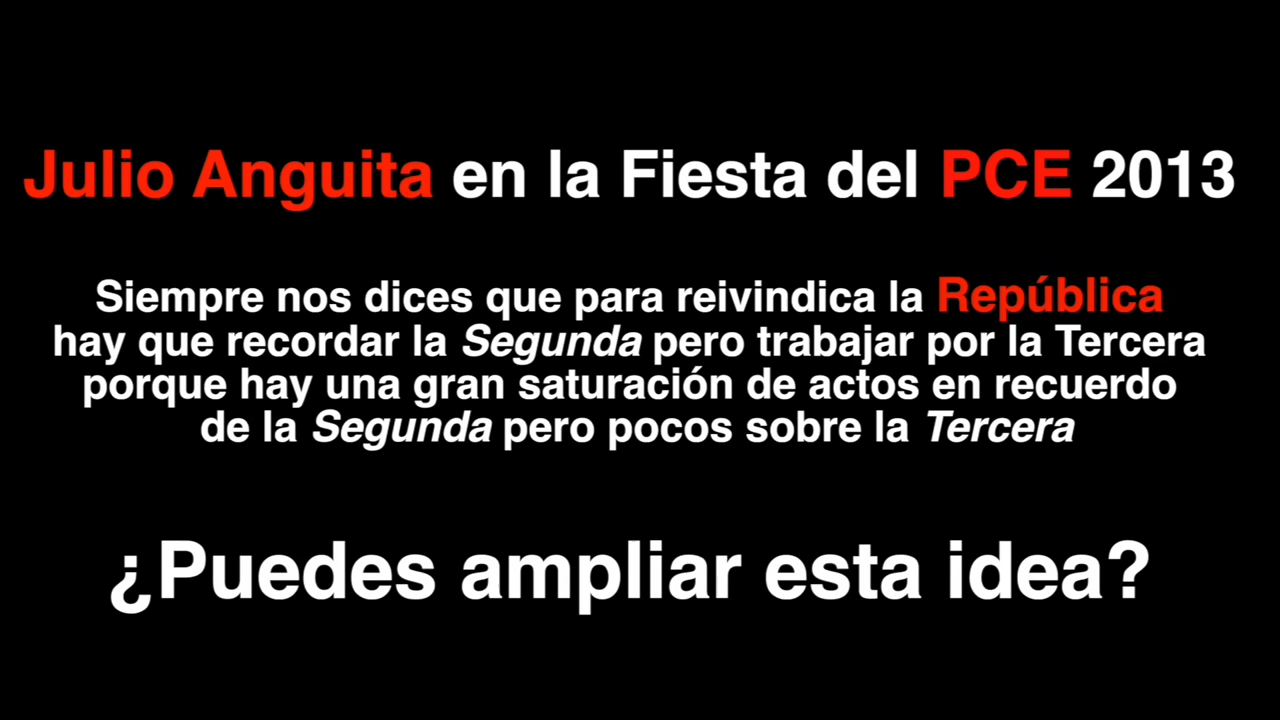 Julio Anguita en la Fiesta del PCE 2013
Siempre nos dices que para reivindica la República
hay que recordar la Segunda pero trabajar por la Tercera
porque hay una gran saturación de actos en recuerdo
de la Segunda pero pocos sobre la Tercera
¿Puedes ampliar esta idea?